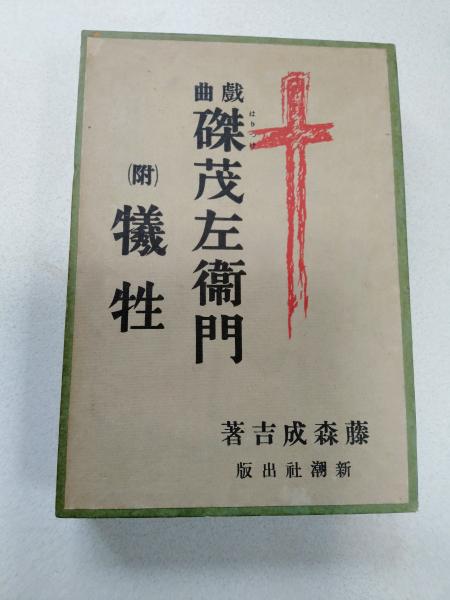 戯曲
磔茂左衞門
はりつけ
(附)
犠牲
藤森成吉著
新潮社出版